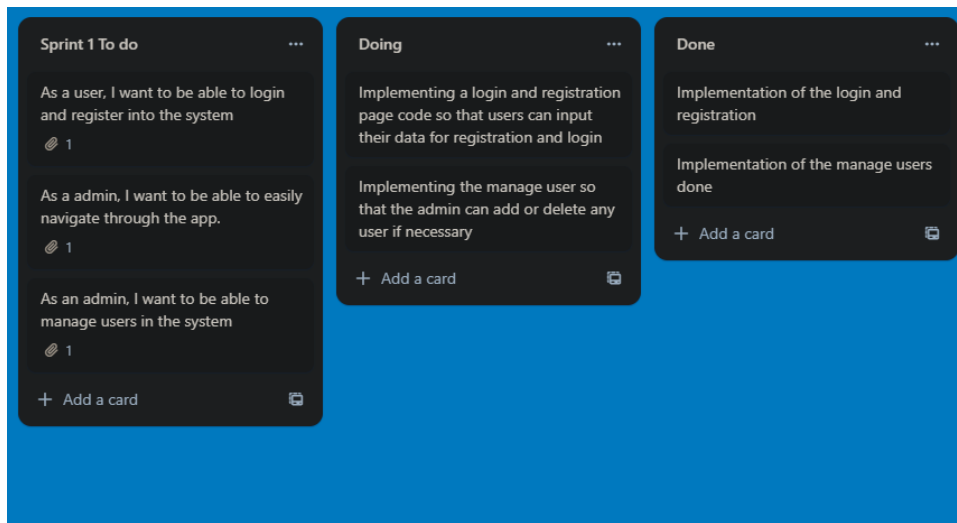 Sprint 1 To do
As a user, I want to be able to login
and register into the system
1
As a admin, I want to be able to easily
navigate through the app.
1
As an admin, I want to be able to
manage users in the system
1
+ Add a card
Doing
Implementing a login and registration
page code so that users can input
their data for registration and login
Implementing the manage user so
that the admin can add or delete any
user if necessary
+ Add a card
Done
Implementation of the login and
registration
Implementation of the manage users
done
+ Add a card